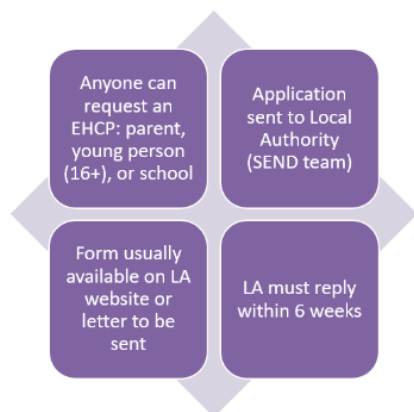 Anyone can
request an
EHCP: parent,
young person
(16+), or school
Application
sent to Local
Authority
(SEND team)
Form usually
available on LA
website or
letter to be
sent
LA must reply
within 6 weeks